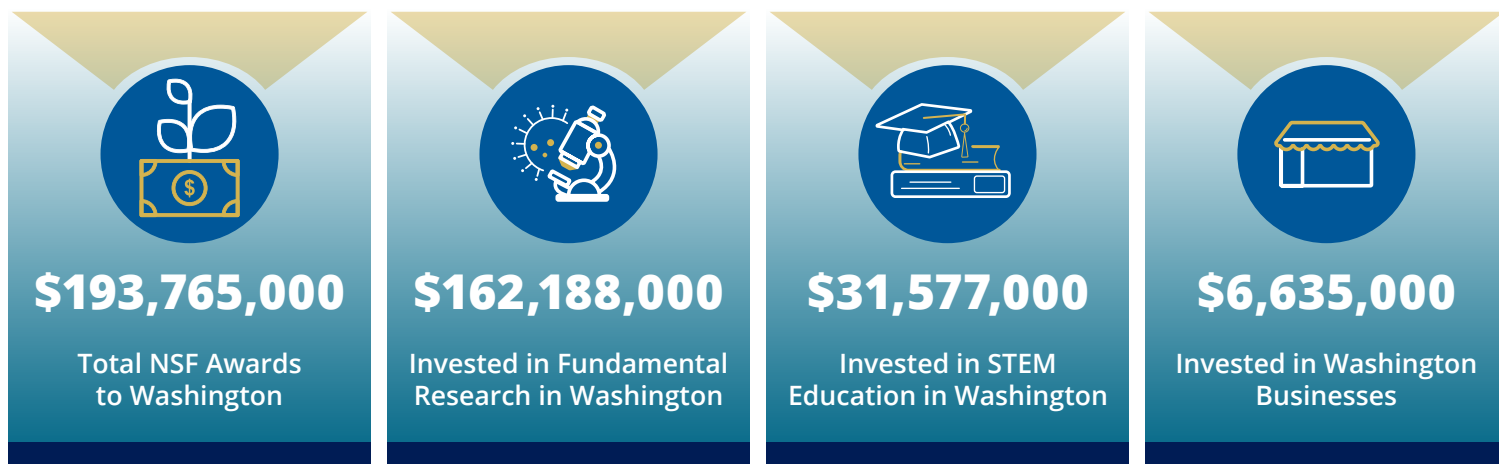 $
$193,765,000
Total NSF Awards
to Washington
$162,188,000
Invested in Fundamental
Research in Washington
$31,577,000
Invested in STEM
Education in Washington
$6,635,000
Invested in Washington
Businesses